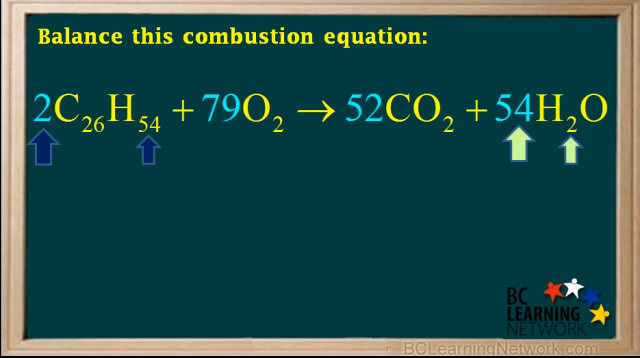 Balance this combustion equation:
2C₂₆H₅₄ + 79O₂ → 52CO₂ + 54H₂O
BC
LEARNING
NETWORK
BCLearningNetwork.com